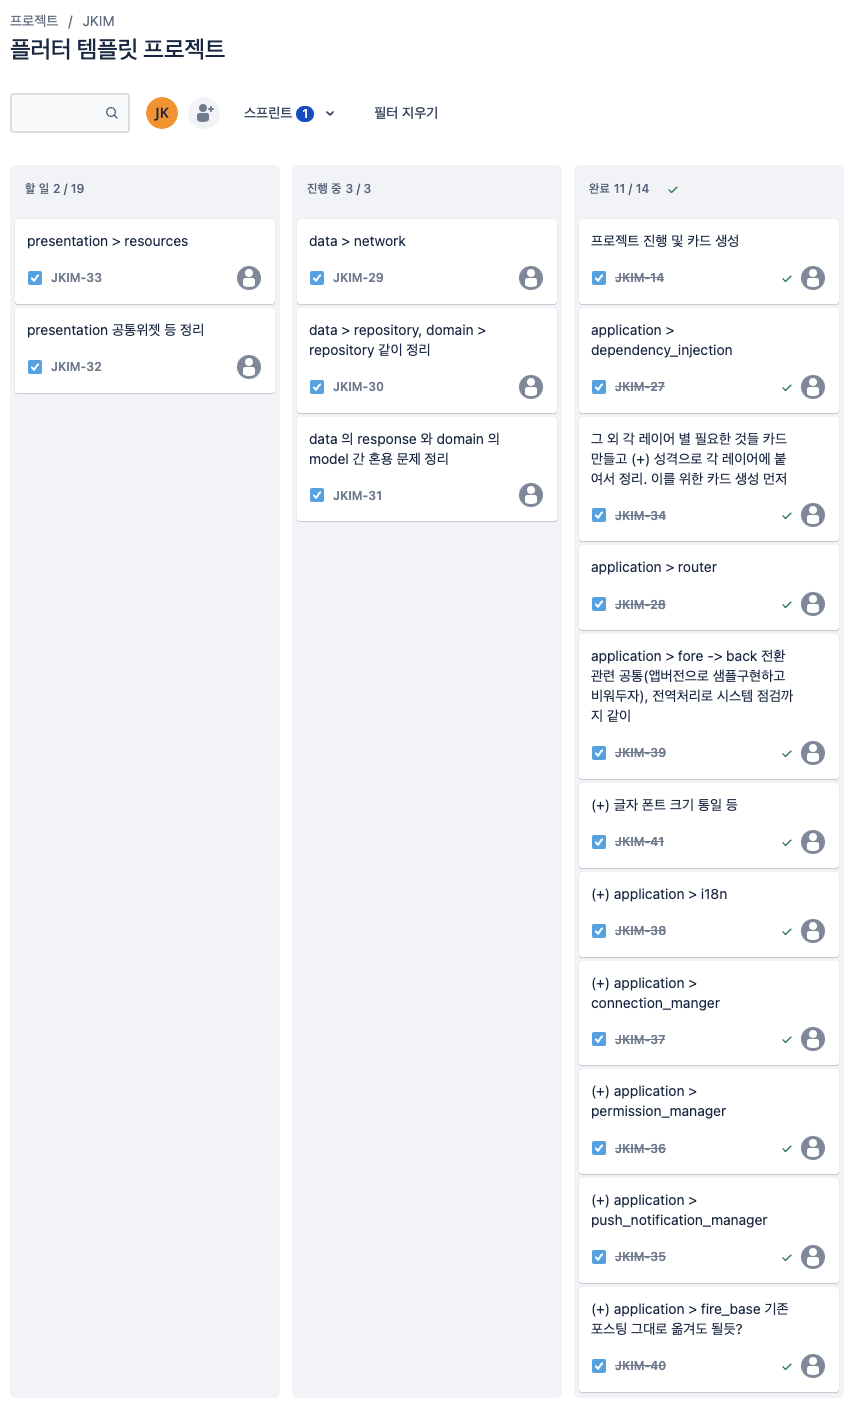 프로젝트 / JKIM
플러터 템플릿 프로젝트
JK
스프린트 1
필터 지우기
할 일 2 / 19
presentation > resources
JKIM-33
presentation 공통위젯 등 정리
JKIM-32
진행 중 3 / 3
data > network
JKIM-29
data > repository, domain >
repository 같이 정리
JKIM-30
data 의 response 와 domain 의
model 간 혼용 문제 정리
JKIM-31
완료 11 / 14
프로젝트 진행 및 카드 생성
JKIM-14
application >
dependency_injection
JKIM-27
그 외 각 레이어 별 필요한 것들 카드
만들고 (+) 성격으로 각 레이어에 붙
여서 정리. 이를 위한 카드 생성 먼저
JKIM-34
application > router
JKIM-28
application > fore -> back 전환
관련 공통(앱버전으로 샘플구현하고
비워두자), 전역처리로 시스템 점검까
지 같이
JKIM-39
(+) 글자 폰트 크기 통일 등
JKIM-41
(+) application > i18n
JKIM-38
(+) application >
connection_manger
JKIM-37
(+) application >
permission_manager
JKIM-36
(+) application >
push_notification_manager
JKIM-35
(+) application > fire_base 기존
포스팅 그대로 옮겨도 될듯?
JKIM-40